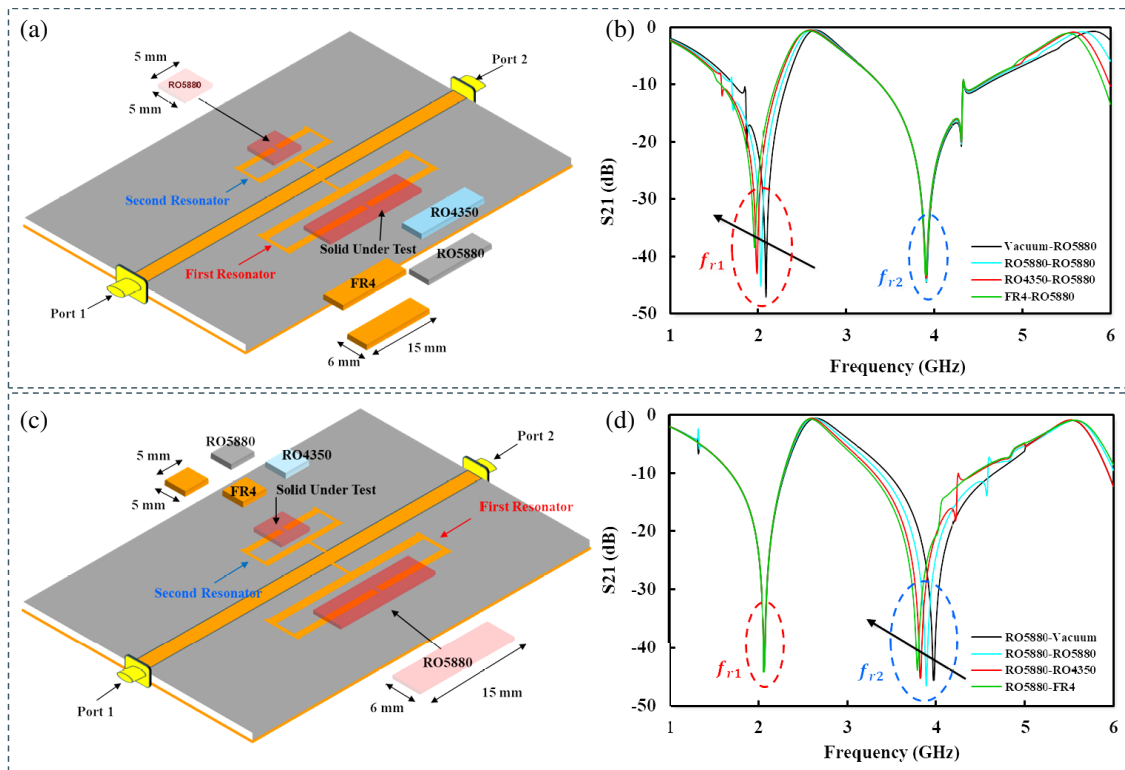 (a)
5 mm
RO5880
5 mm
Port 2
Second Resonator
RO4350
Solid Under Test
RO5880
First Resonator
FR4
Port 1
15 mm
6 mm
(b)
0
-10
-20
-30
-40
-50
S21 (dB)
fr1
fr2
Vacuum-RO5880
RO5880-RO5880
RO4350-RO5880
FR4-RO5880
1 2 3 4 5 6
Frequency (GHz)
(c)
RO5880
RO4350
Port 2
5 mm
FR4
Solid Under Test
5 mm
First Resonator
Second Resonator
RO5880
Port 1
15 mm
6 mm
(d)
0
-10
-20
-30
-40
-50
S21 (dB)
fr1
fr2
RO5880-Vacuum
RO5880-RO5880
RO5880-RO4350
RO5880-FR4
1 2 3 4 5 6
Frequency (GHz)